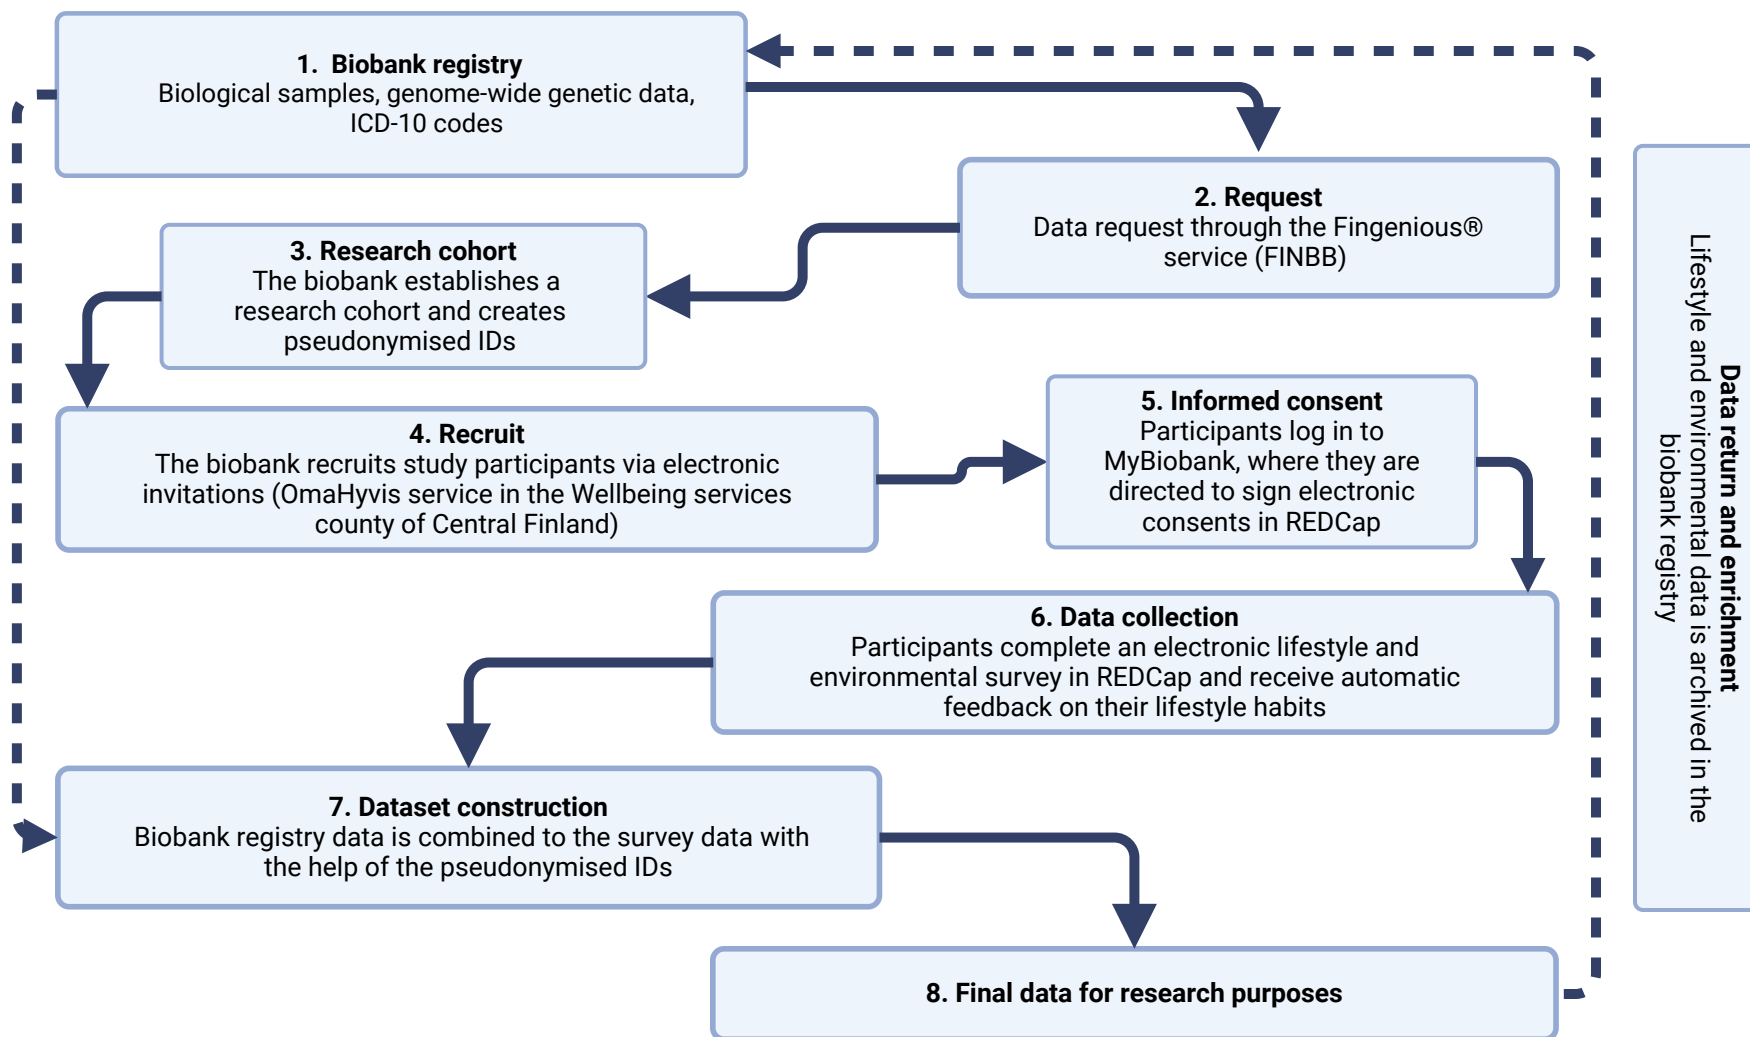 1. Biobank registry
Biological samples, genome-wide genetic data,
ICD-10 codes
2. Request
Data request through the Fingenious®
service (FINBB)
3. Research cohort
The biobank establishes a
research cohort and creates
pseudonymised IDs
4. Recruit
The biobank recruits study participants via electronic
invitations (OmaHyvis service in the Wellbeing services
county of Central Finland)
5. Informed consent
Participants log in to
MyBiobank, where they are
directed to sign electronic
consents in REDCap
6. Data collection
Participants complete an electronic lifestyle and
environmental survey in REDCap and receive automatic
feedback on their lifestyle habits
7. Dataset construction
Biobank registry data is combined to the survey data with
the help of the pseudonymised IDs
8. Final data for research purposes
Data return and enrichment
Lifestyle and environmental data is archived in the
biobank registry